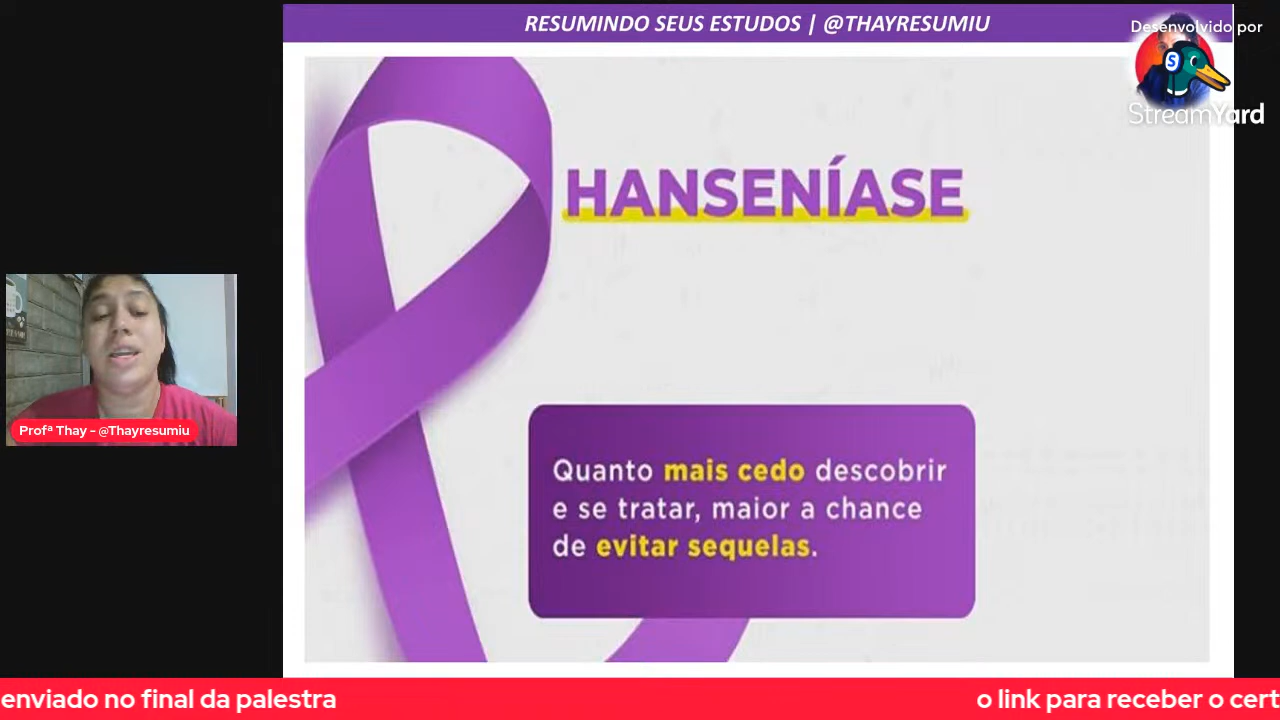 RESUMINDO SEUS ESTUDOS | @THAYRESUMIU
Desenvolvido por
S
StreamYard
HANSENÍASE
Quanto mais cedo descobrir
e se tratar, maior a chance
de evitar sequelas.
Profª Thay - @Thayresumiu
enviado no final da palestra
o link para receber o cert